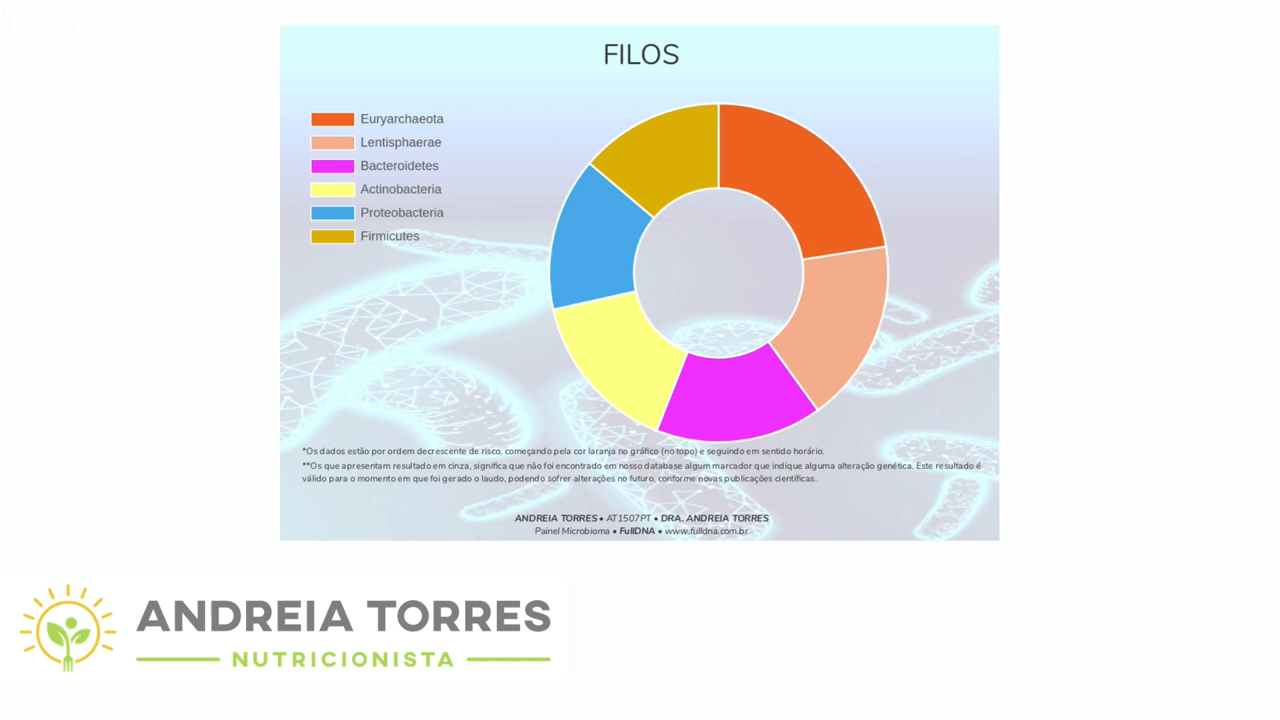 ext
FILOS
Euryarchaeota
Lentisphaerae
Bacteroidetes
Actinobacteria
Proteobacteria
Firmicutes
*Os dados estão por ordem decrescente de risco, começando pela cor laranja no gráfico (no topo) e seguindo em sentido horário.
**Os que apresentam resultado em cinza, significa que não foi encontrado em nosso database algum marcador que indique alguma alteração genética. Este resultado é
válido para o momento em que foi gerado o laudo, podendo sofrer alterações no futuro, conforme novas publicações científicas.
ANDREIA TORRES • AT1507PT • DRA. ANDREIA TORRES
Painel Microbioma • FullDNA • www.fulldna.com.br
ANDREIA TORRES
NUTRICIONISTA